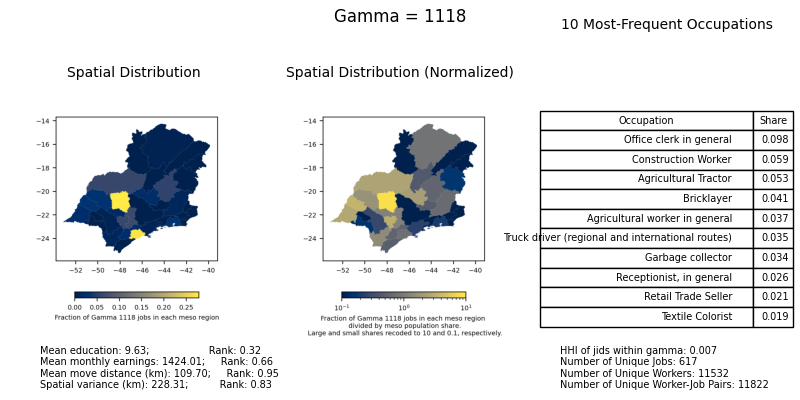 Gamma = 1118
10 Most-Frequent Occupations
Spatial Distribution
Spatial Distribution (Normalized)
−14
−16
−18
−20
−22
−24
−52 −50 −48 −46 −44 −42 −40
0.00 0.05 0.10 0.15 0.20 0.25
Fraction of Gamma 1118 jobs in each meso region
−14
−16
−18
−20
−22
−24
−52 −50 −48 −46 −44 −42 −40
10⁻¹ 10⁰ 10¹
Fraction of Gamma 1118 jobs in each meso region
divided by meso population share.
Large and small shares recoded to 10 and 0.1, respectively.
Occupation Share
Office clerk in general 0.098
Construction Worker 0.059
Agricultural Tractor 0.053
Bricklayer 0.041
Agricultural worker in general 0.037
Truck driver (regional and international routes) 0.035
Garbage collector 0.034
Receptionist, in general 0.026
Retail Trade Seller 0.021
Textile Colorist 0.019
Mean education: 9.63; Rank: 0.32
Mean monthly earnings: 1424.01; Rank: 0.66
Mean move distance (km): 109.70; Rank: 0.95
Spatial variance (km): 228.31; Rank: 0.83
HHI of jids within gamma: 0.007
Number of Unique Jobs: 617
Number of Unique Workers: 11532
Number of Unique Worker-Job Pairs: 11822